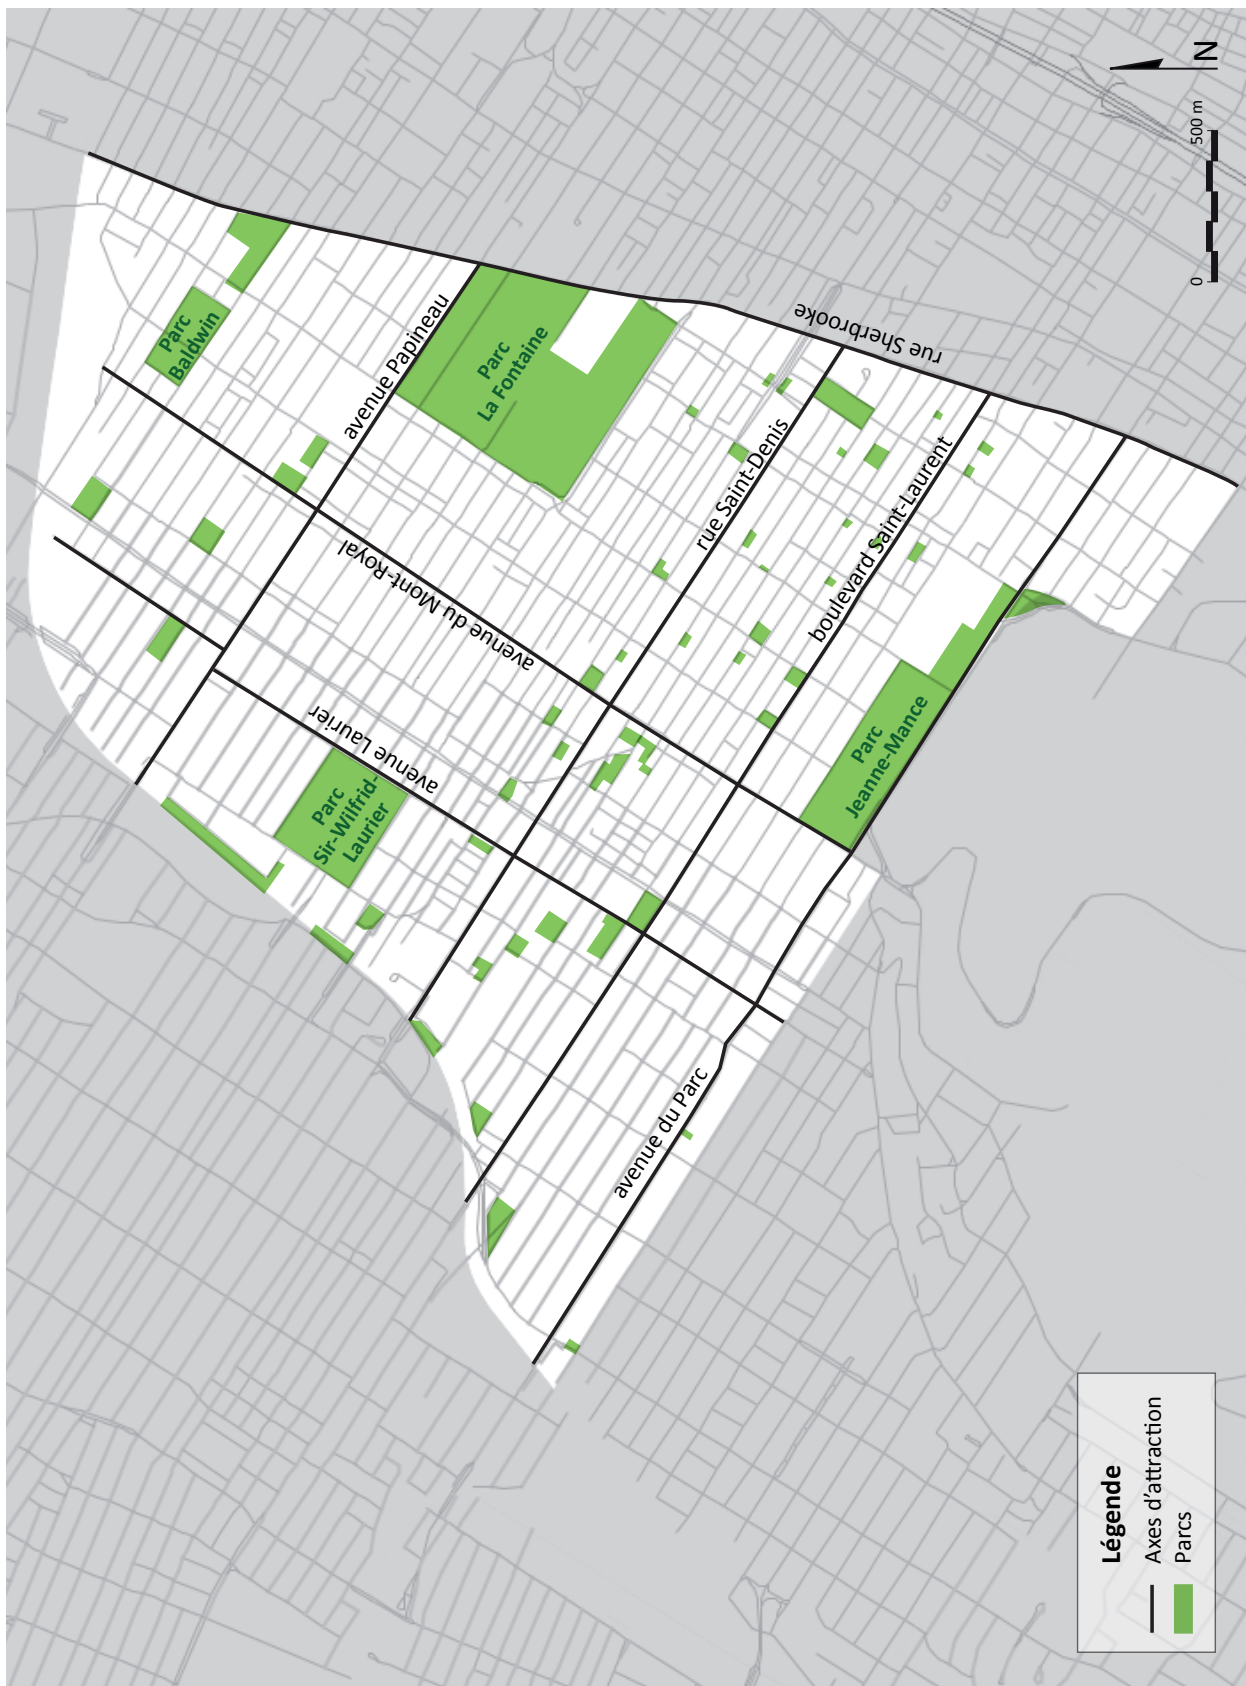 N
0
500 m
rue Sherbrooke
Parc
Baldwin
avenue Papineau
Parc
La Fontaine
rue Saint-Denis
boulevard Saint-Laurent
avenue du Mont-Royal
avenue Laurier
Parc
Sir-Wilfrid-
Laurier
Parc
Jeanne-Mance
avenue du Parc
Légende
Axes d'attraction
Parcs